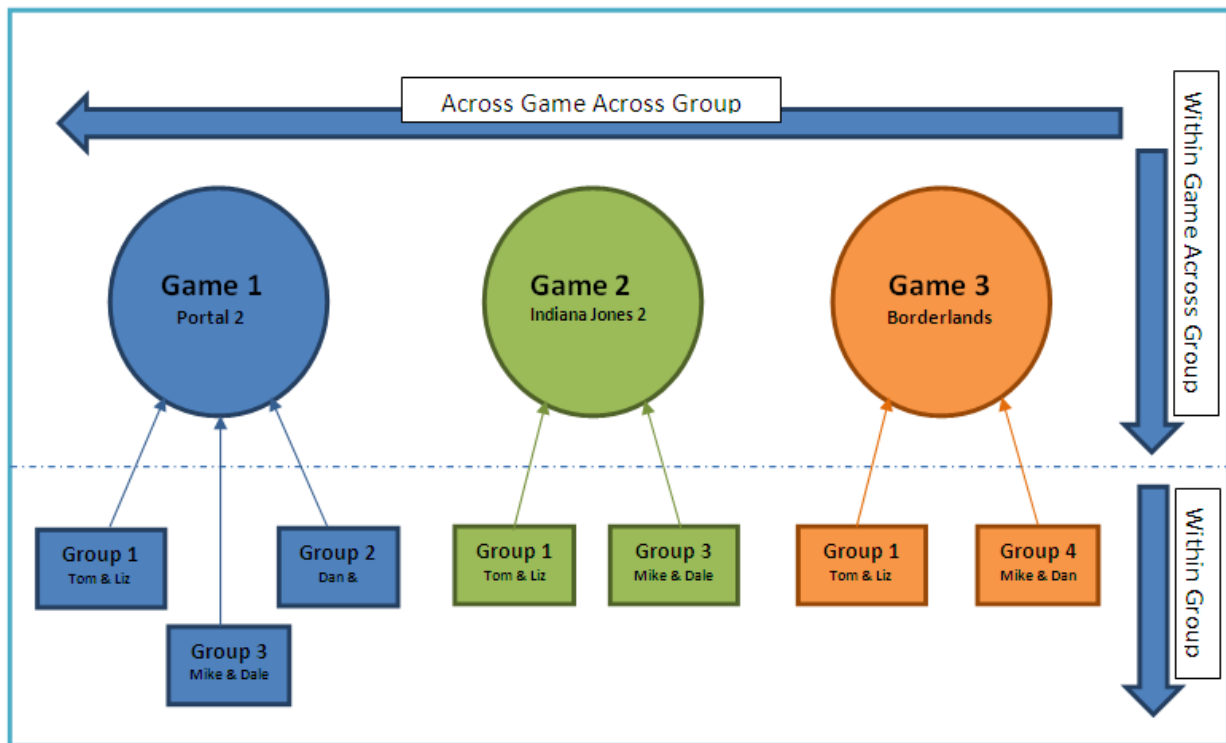 Across Game Across Group
Within Game Across Group
Game 1
Portal 2
Game 2
Indiana Jones 2
Game 3
Borderlands
Group 1
Tom & Liz
Group 2
Dan &
Group 3
Mike & Dale
Group 1
Tom & Liz
Group 3
Mike & Dale
Group 1
Tom & Liz
Group 4
Mike & Dan
Within Group